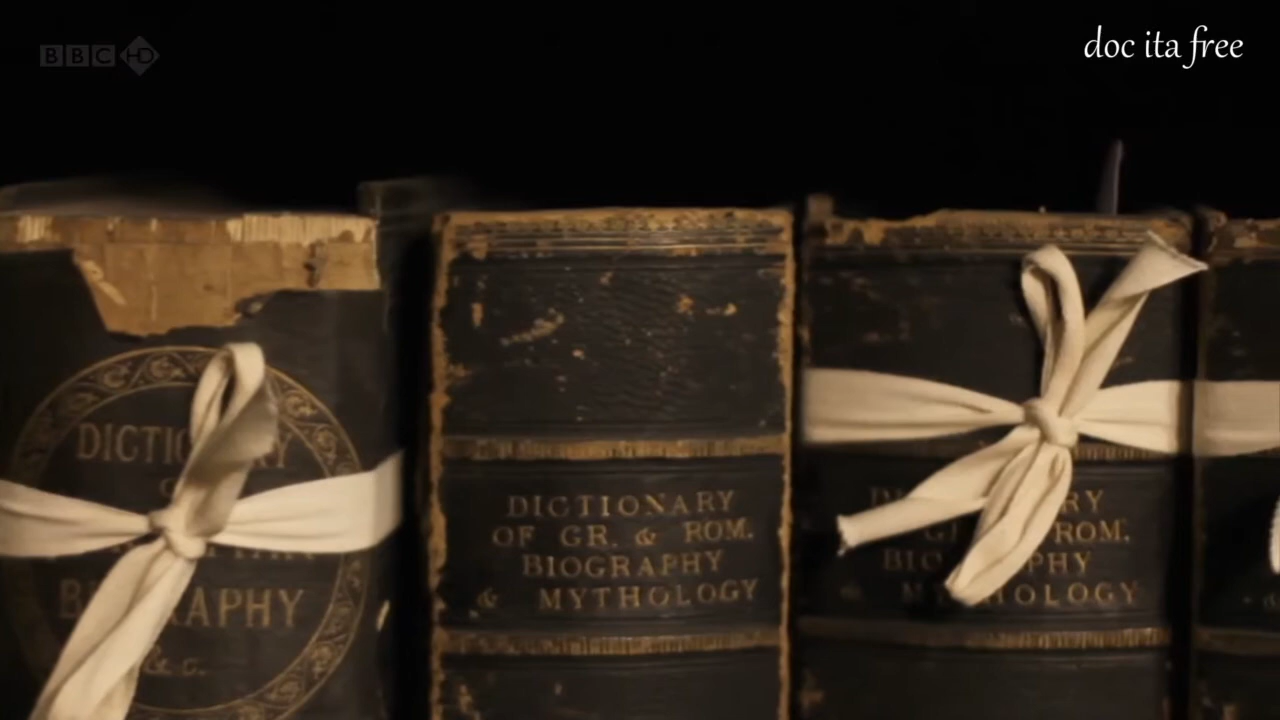 BBC HD
doc ita free
BIOGRAPHY
&c.
DICTIONARY
OF GR. & ROM.
BIOGRAPHY
& MYTHOLOGY
ROM.
& MYTHOLOGY